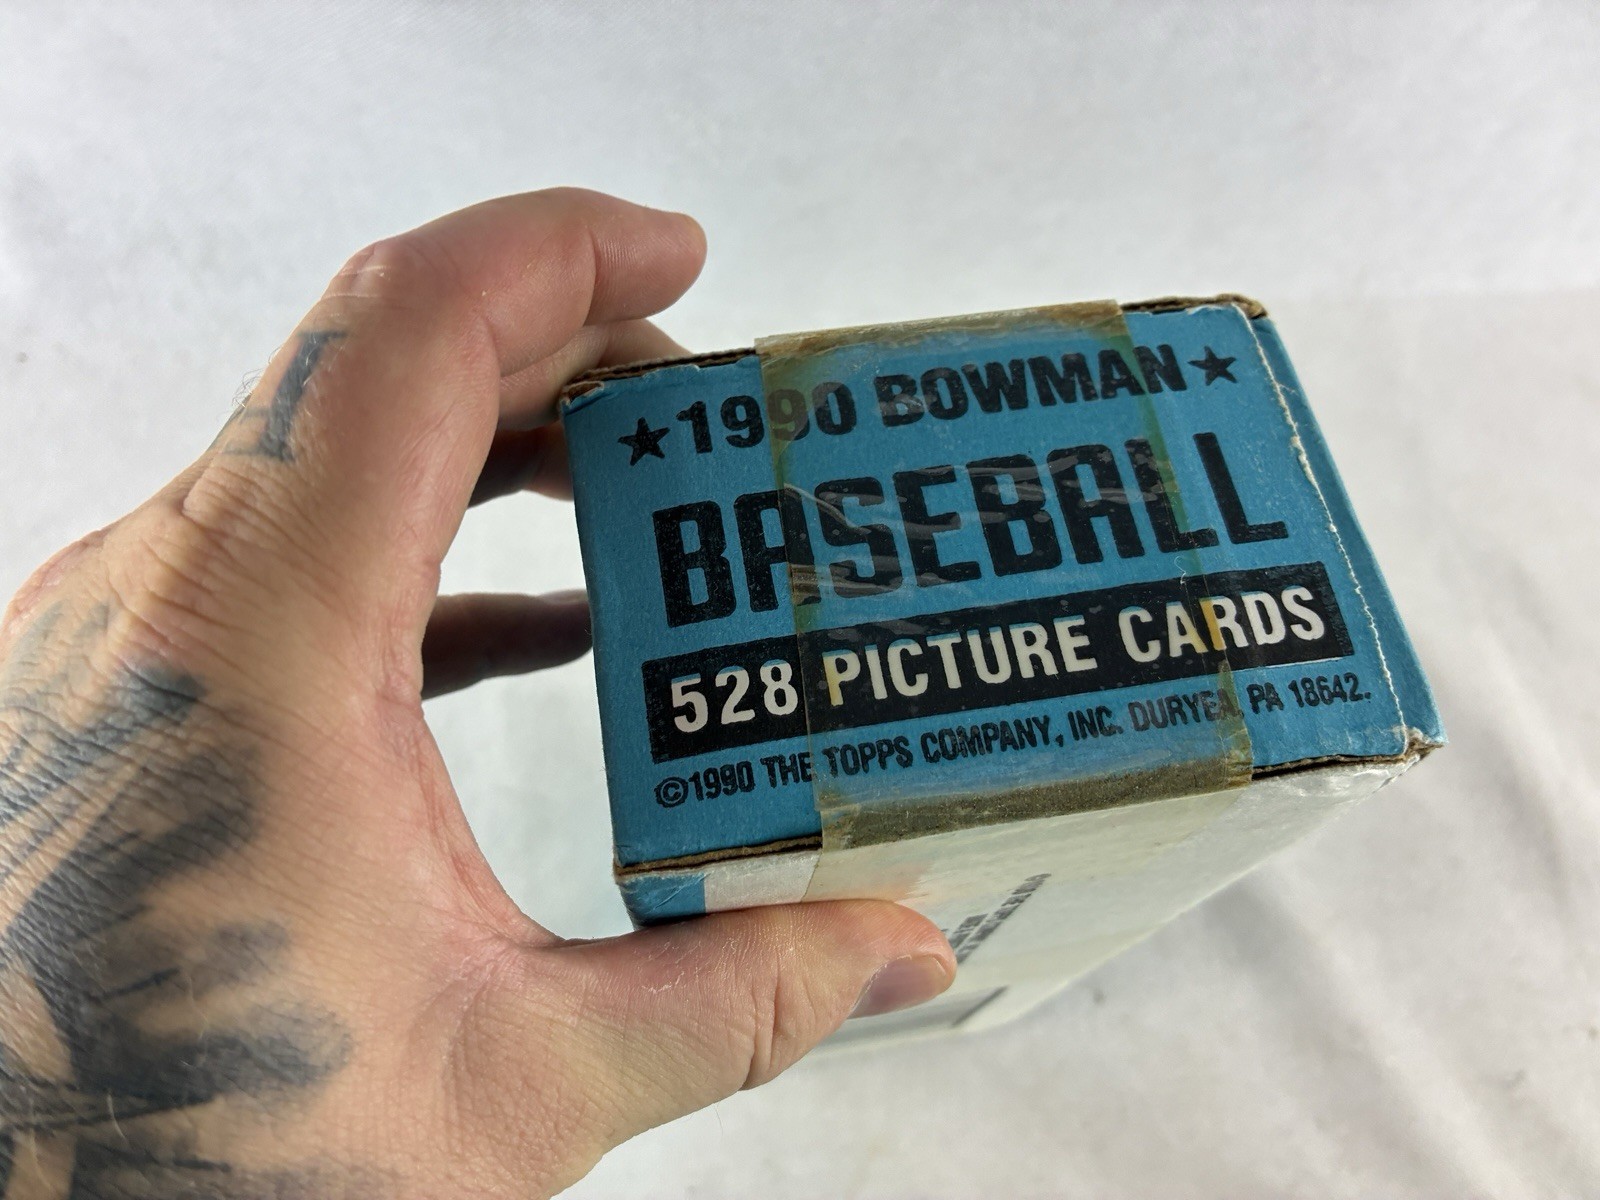 ★1990 BOWMAN★
BASEBALL
528 PICTURE CARDS
©1990 THE TOPPS COMPANY, INC. DURYEA, PA 18642.